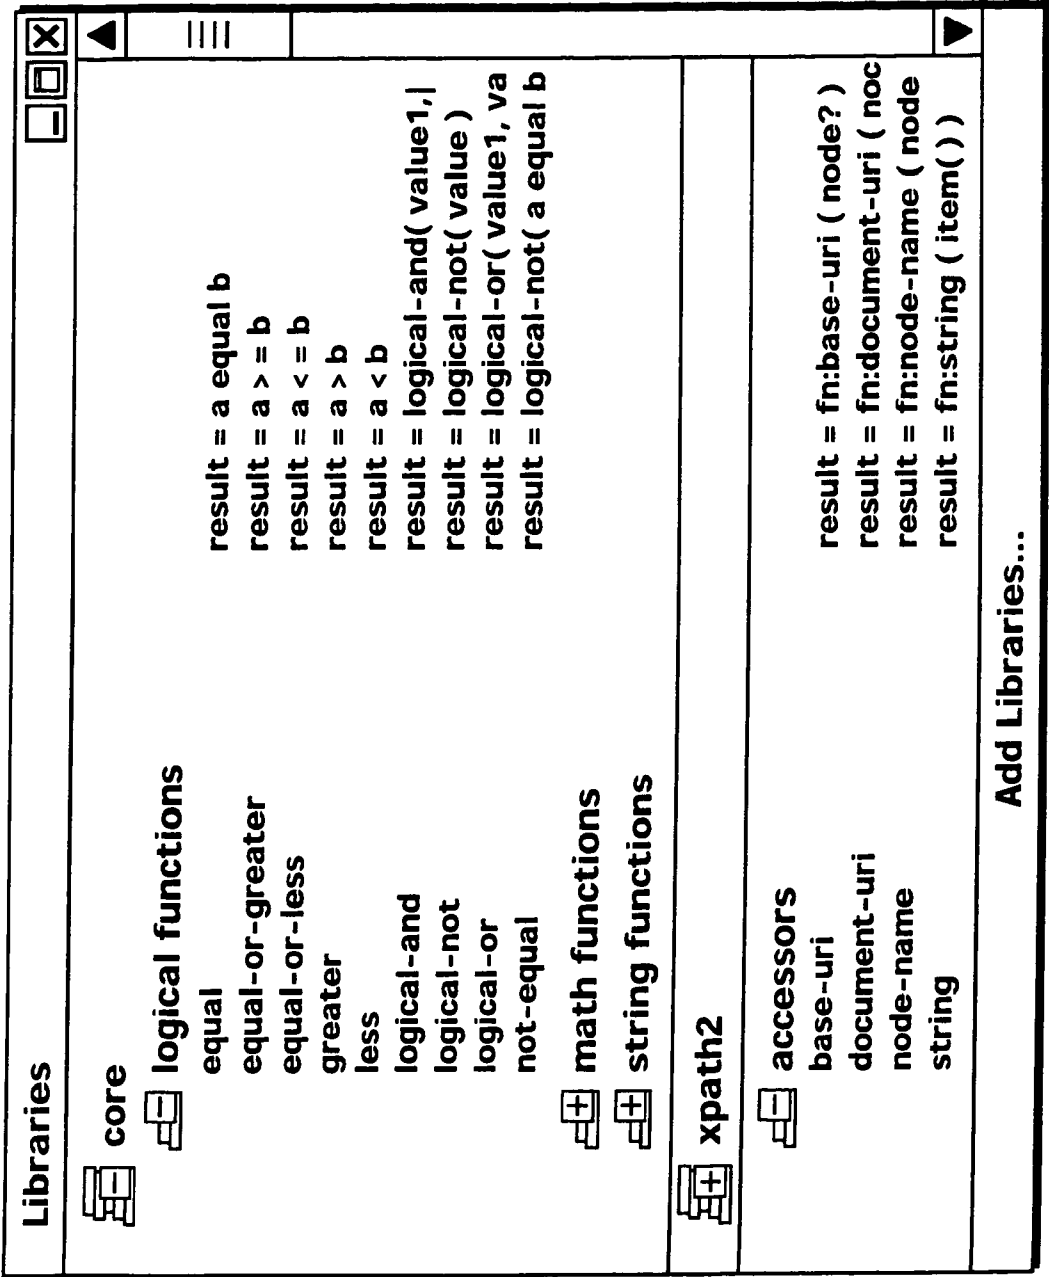 Libraries
core
logical functions
equal result = a equal b
equal-or-greater result = a > = b
equal-or-less result = a < = b
greater result = a > b
less result = a < b
logical-and result = logical-and( value1,
logical-not result = logical-not( value )
logical-or result = logical-or( value1, va
not-equal result = logical-not( a equal b
math functions
string functions
xpath2
accessors
base-uri result = fn:base-uri ( node? )
document-uri result = fn:document-uri ( noc
node-name result = fn:node-name ( node
string result = fn:string ( item( ) )
Add Libraries...